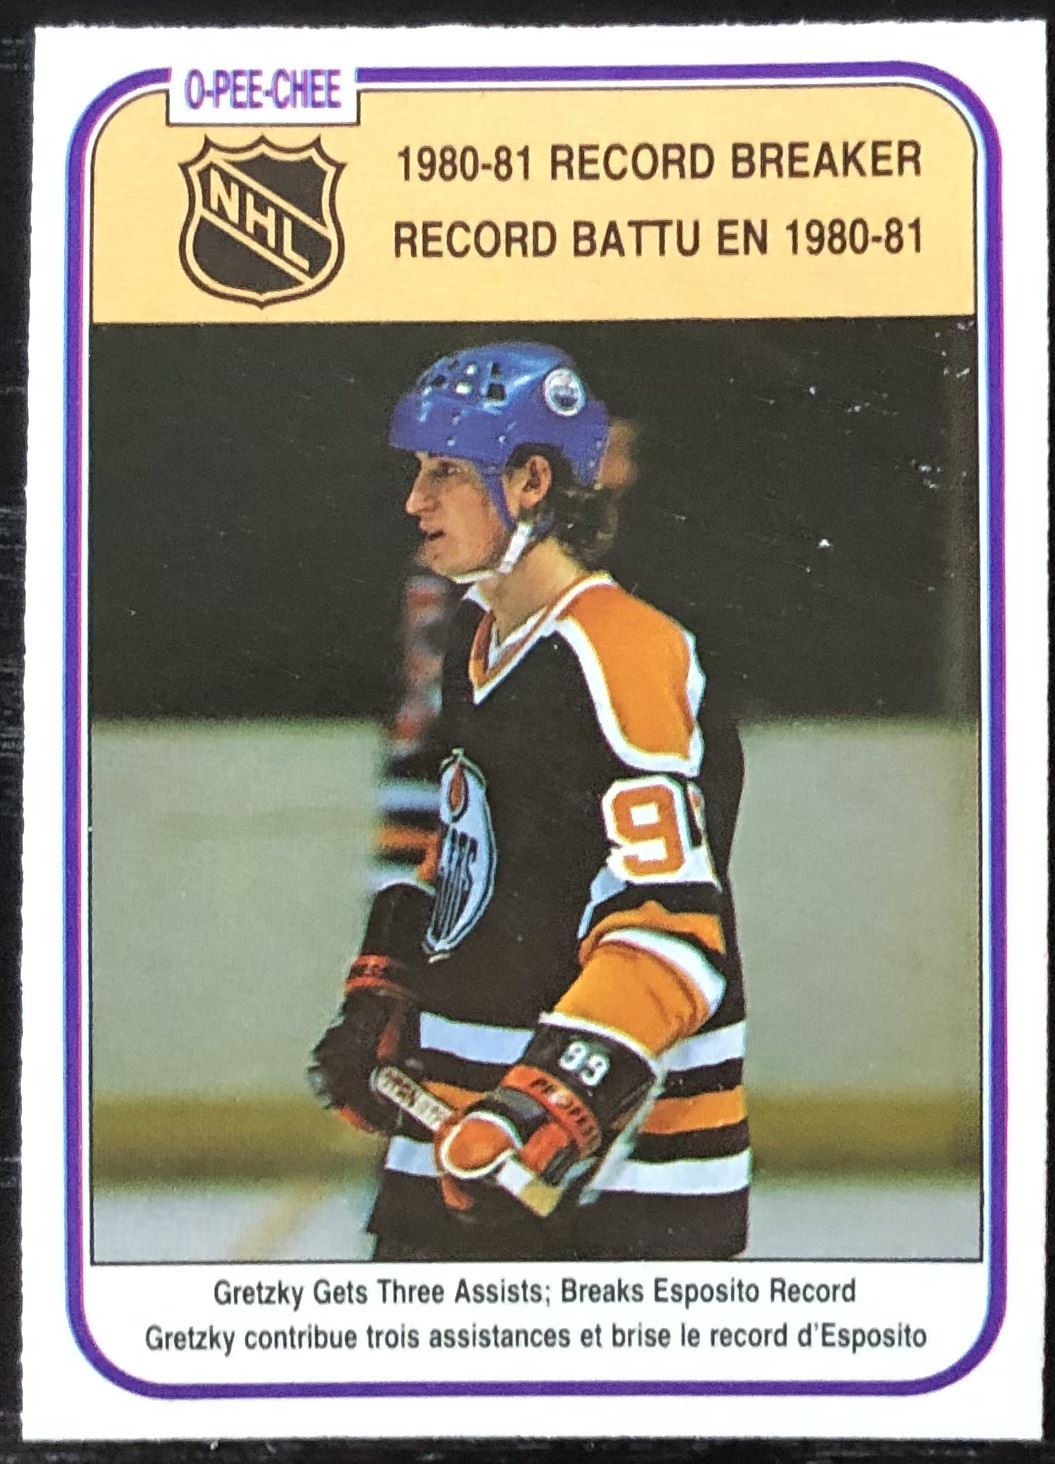 O-PEE-CHEE
NHL
1980-81 RECORD BREAKER
RECORD BATTU EN 1980-81
9
99
Gretzky Gets Three Assists; Breaks Esposito Record
Gretzky contribue trois assistances et brise le record d'Esposito